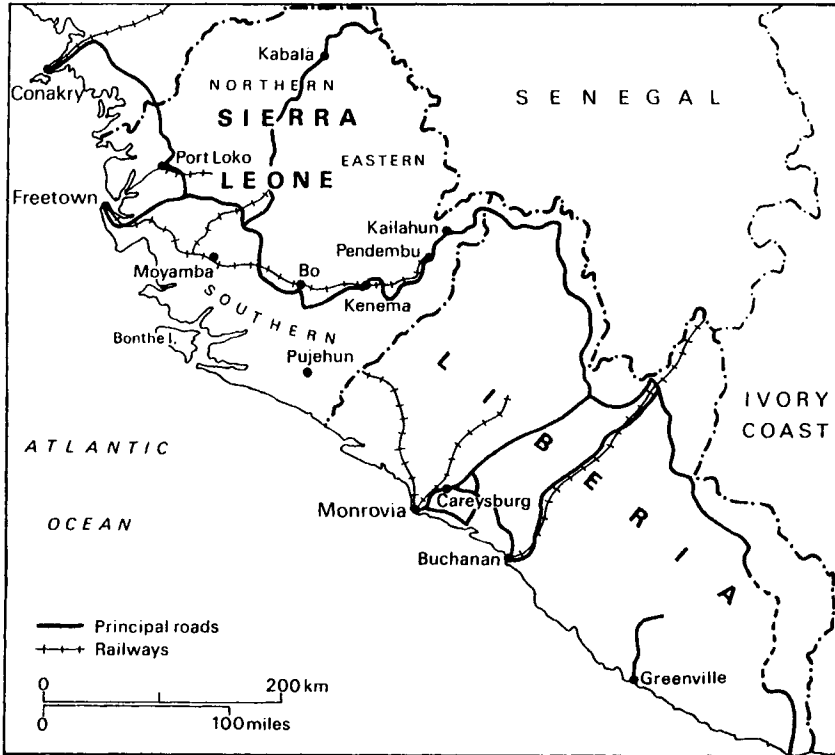 Kabala
Conakry
NORTHERN
SENEGAL
SIERRA
Port Loko
EASTERN
LEONE
Freetown
Kailahun
Pendembu
Moyamba
Bo
Kenema
SOUTHERN
Bonthe I.
Pujehun
LIBERIA
IVORY
COAST
ATLANTIC
OCEAN
Monrovia
Careysburg
Buchanan
Principal roads
Railways
Greenville
0 200 km
0 100 miles